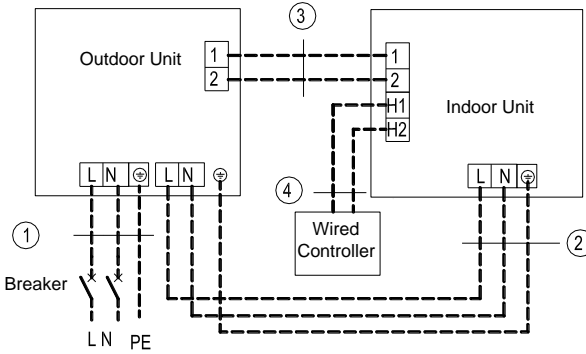 3
Outdoor Unit
1
2
1
2
H1
H2
Indoor Unit
L N
L N
L N
4
Wired
Controller
1
2
Breaker
L N PE